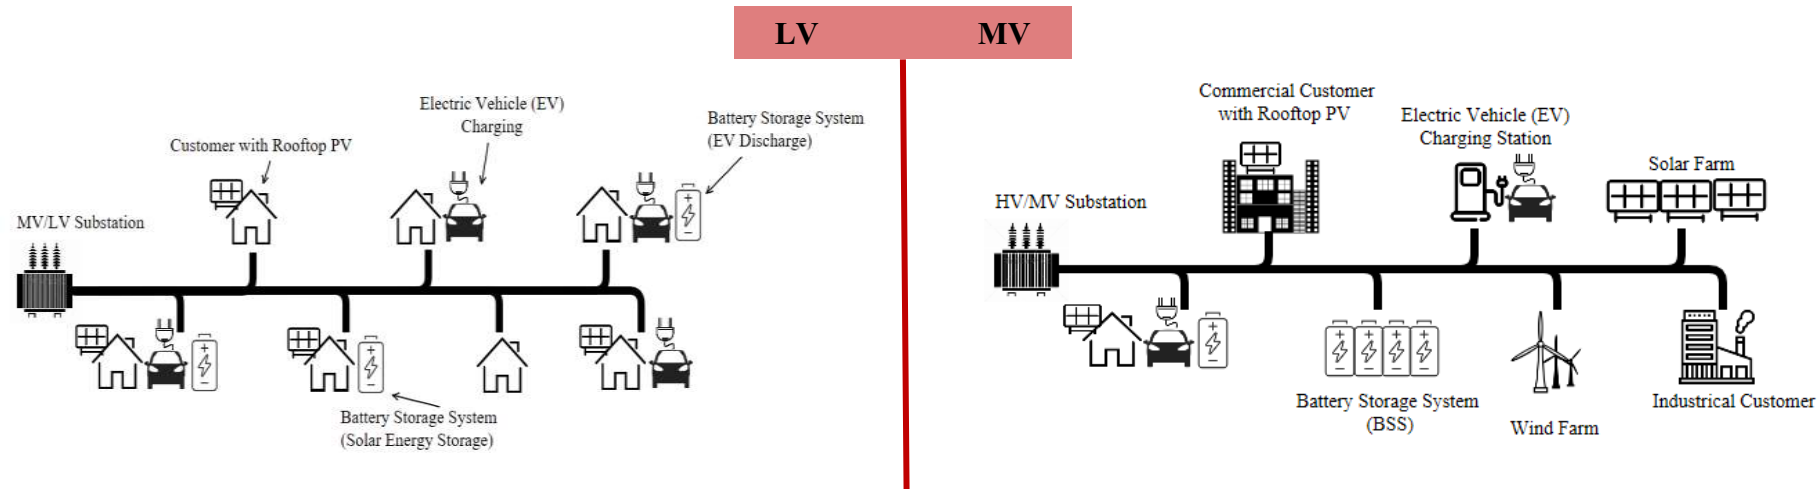 LV
MV
Electric Vehicle (EV)
Charging
Battery Storage System
(EV Discharge)
Customer with Rooftop PV
MV/LV Substation
Battery Storage System
(Solar Energy Storage)
Commercial Customer
with Rooftop PV
Electric Vehicle (EV)
Charging Station
Solar Farm
HV/MV Substation
Battery Storage System
(BSS)
Wind Farm
Industrical Customer